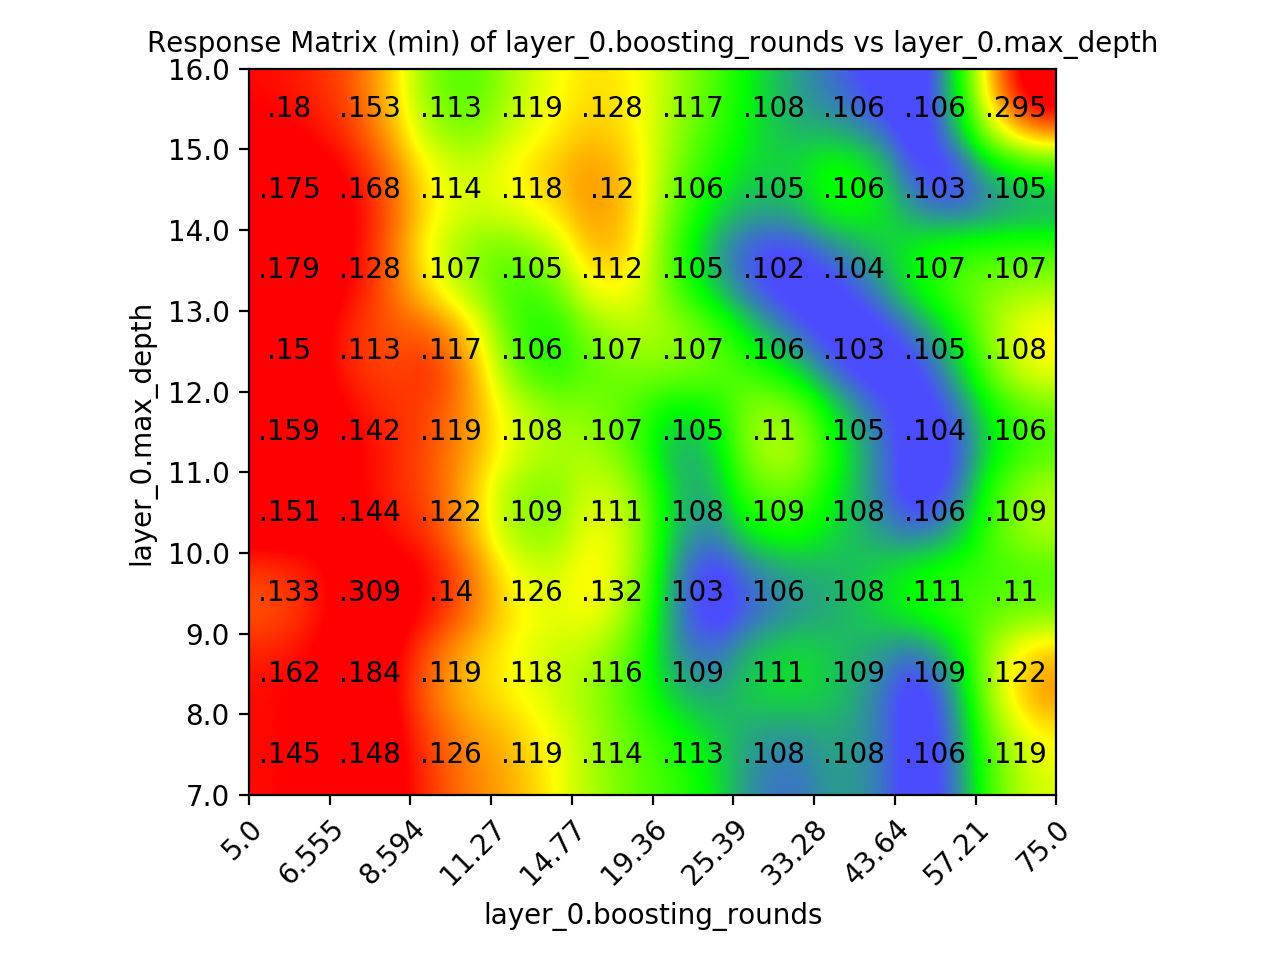 Response Matrix (min) of layer_0.boosting_rounds vs layer_0.max_depth
16.0
.18 .153 .113 .119 .128 .117 .108 .106 .106 .295
15.0
.175 .168 .114 .118 .12 .106 .105 .106 .103 .105
14.0
.179 .128 .107 .105 .112 .105 .102 .104 .107 .107
13.0
.15 .113 .117 .106 .107 .107 .106 .103 .105 .108
12.0
.159 .142 .119 .108 .107 .105 .11 .105 .104 .106
11.0
.151 .144 .122 .109 .111 .108 .109 .108 .106 .109
10.0
.133 .309 .14 .126 .132 .103 .106 .108 .111 .11
9.0
.162 .184 .119 .118 .116 .109 .111 .109 .109 .122
8.0
.145 .148 .126 .119 .114 .113 .108 .108 .106 .119
7.0
layer_0.max_depth
5.0 6.555 8.594 11.27 14.77 19.36 25.39 33.28 43.64 57.21 75.0
layer_0.boosting_rounds